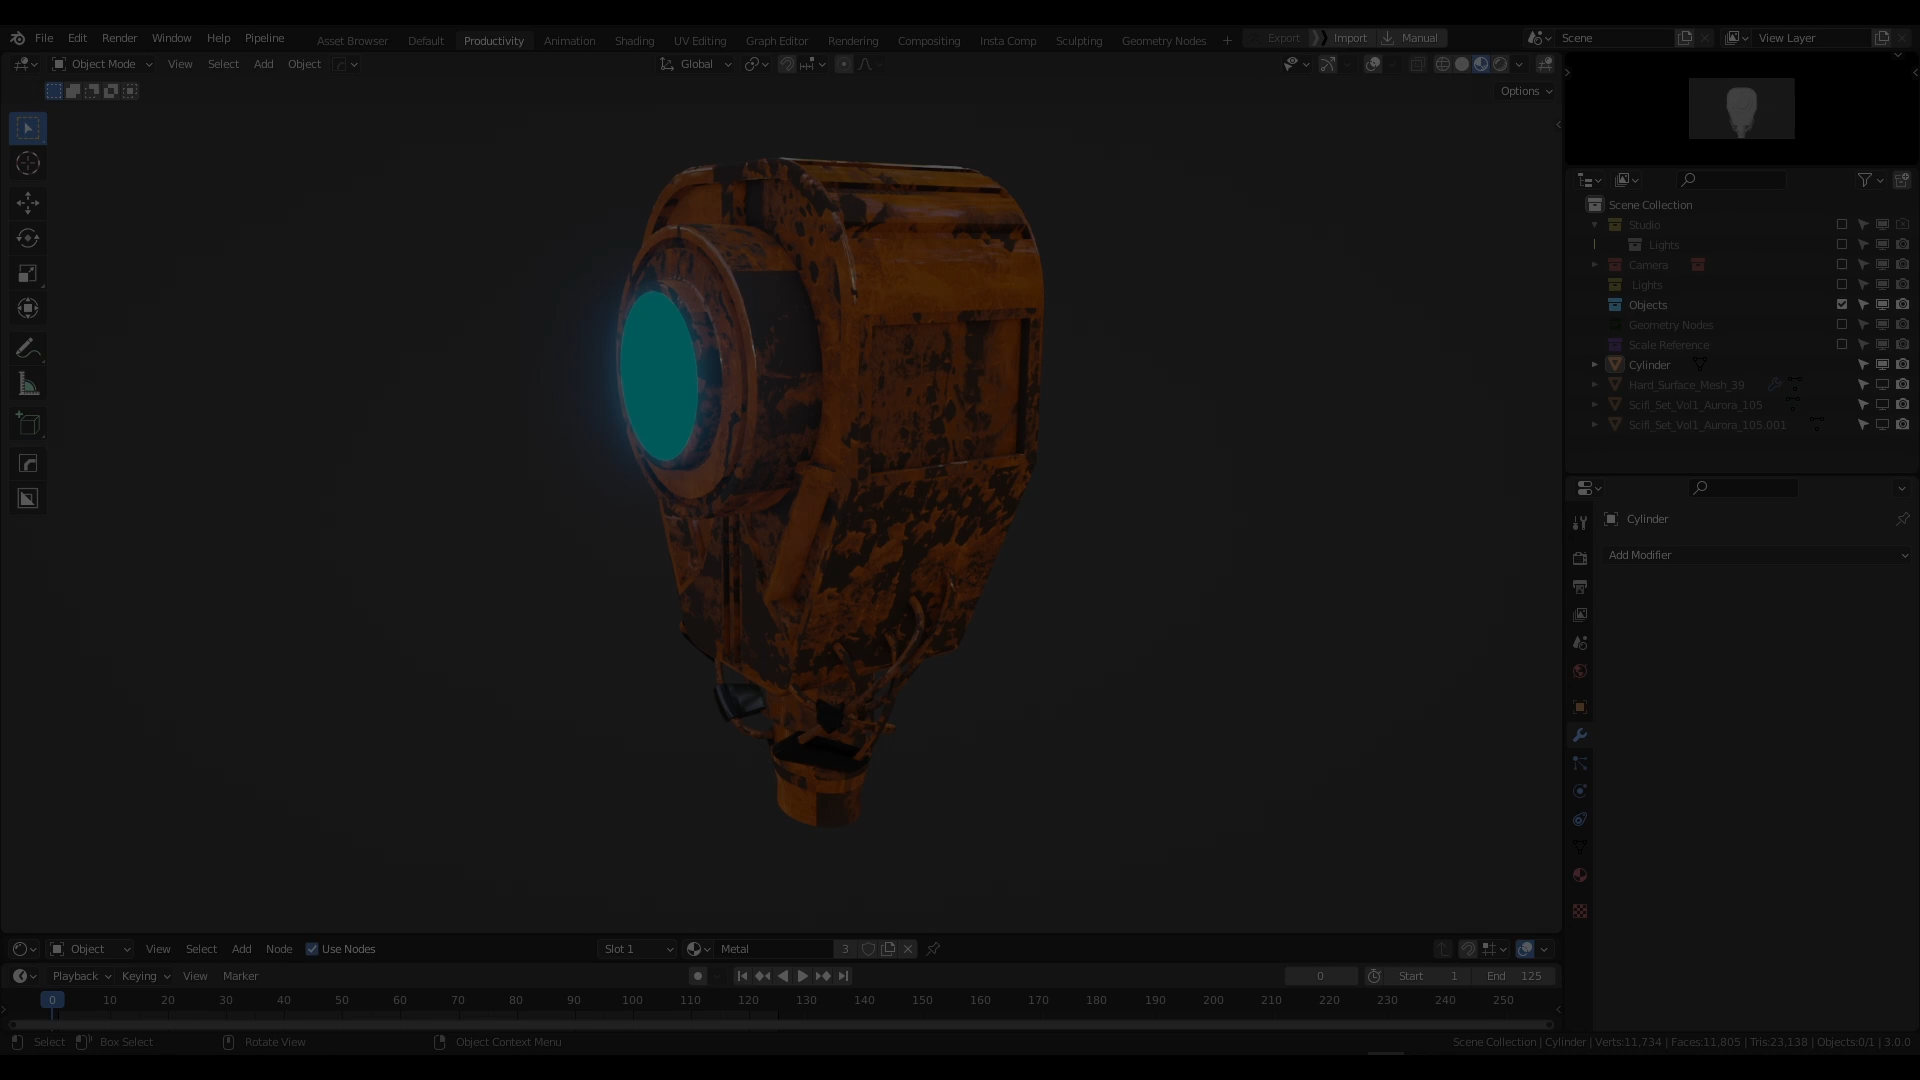 File Edit Render Window Help Pipeline Asset Browser Default Productivity Animation Shading UV Editing Graph Editor Rendering Compositing Insta Comp Sculpting Geometry Nodes + Export Import Manual Scene View Layer
Object Mode View Select Add Object Global
Options
Scene Collection
Studio
Lights
Camera
Lights
Objects
Geometry Nodes
Scale Reference
Cylinder
Hard_Surface_Mesh_39
Scifi_Set_Vol1_Aurora_105
Scifi_Set_Vol1_Aurora_105.001
Cylinder
Add Modifier
Object View Select Add Node Use Nodes Slot 1 Metal 3
Playback Keying View Marker 0 Start 1 End 125
0 10 20 30 40 50 60 70 80 90 100 110 120 130 140 150 160 170 180 190 200 210 220 230 240 250
Select Box Select Rotate View Object Context Menu Scene Collection | Cylinder | Verts:11,734 | Faces:11,805 | Tris:23,138 | Objects:0/1 | 3.0.0